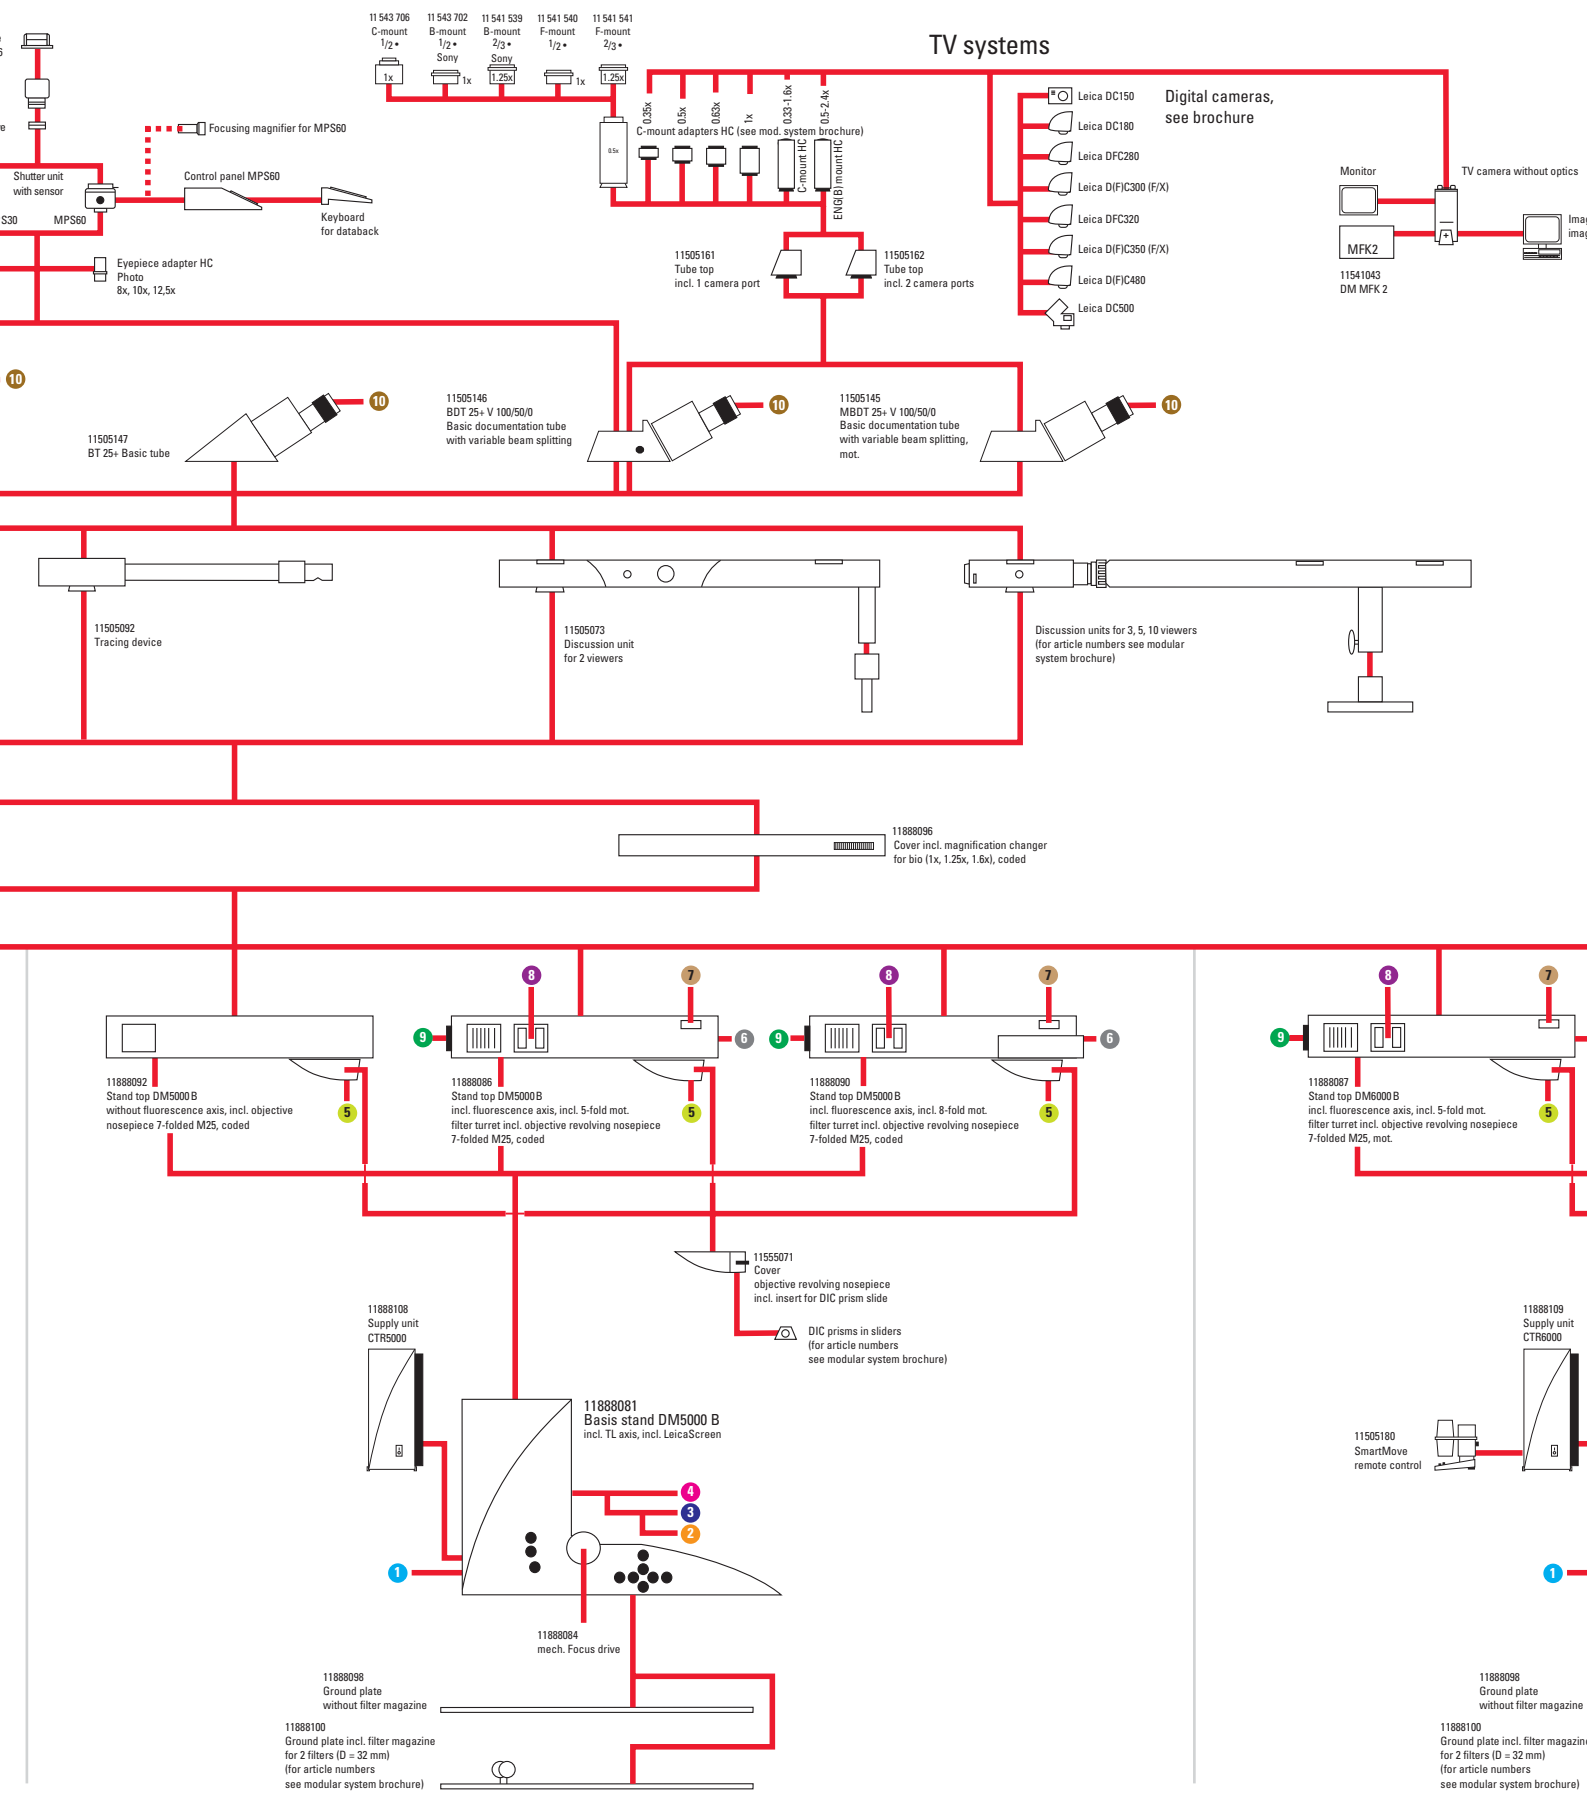 TV systems
11 543 706
C-mount
1/2 •
1x
11 543 702
B-mount
1/2 •
Sony
1x
11 541 539
B-mount
2/3 •
Sony
1.25x
11 541 540
F-mount
1/2 •
1x
11 541 541
F-mount
2/3 •
1.25x
0.5x
0.35x
0.5x
0.63x
1x
0.33-1.6x
0.5-2.4x
C-mount adapters HC (see mod. system brochure)
C-mount HC
ENG(B) mount HC
Leica DC150
Leica DC180
Leica DFC280
Leica D(F)C300 (F/X)
Leica DFC320
Leica D(F)C350 (F/X)
Leica D(F)C480
Leica DC500
Digital cameras,
see brochure
Monitor
TV camera without optics
MFK2
11541043
DM MFK 2
Focusing magnifier for MPS60
Shutter unit
with sensor
S30
MPS60
Control panel MPS60
Keyboard
for databack
Eyepiece adapter HC
Photo
8x, 10x, 12,5x
11505161
Tube top
incl. 1 camera port
11505162
Tube top
incl. 2 camera ports
10
11505147
BT 25+ Basic tube
10
11505146
BDT 25+ V 100/50/0
Basic documentation tube
with variable beam splitting
10
11505145
MBDT 25+ V 100/50/0
Basic documentation tube
with variable beam splitting,
mot.
10
11505092
Tracing device
11505073
Discussion unit
for 2 viewers
Discussion units for 3, 5, 10 viewers
(for article numbers see modular
system brochure)
11888096
Cover incl. magnification changer
for bio (1x, 1.25x, 1.6x), coded
11888092
Stand top DM5000 B
without fluorescence axis, incl. objective
nosepiece 7-folded M25, coded
5
8
7
9
6
11888086
Stand top DM5000 B
incl. fluorescence axis, incl. 5-fold mot.
filter turret incl. objective revolving nosepiece
7-folded M25, coded
5
8
7
9
6
11888090
Stand top DM5000 B
incl. fluorescence axis, incl. 8-fold mot.
filter turret incl. objective revolving nosepiece
7-folded M25, coded
5
8
7
9
11888087
Stand top DM6000 B
incl. fluorescence axis, incl. 5-fold mot.
filter turret incl. objective revolving nosepiece
7-folded M25, mot.
5
11555071
Cover
objective revolving nosepiece
incl. insert for DIC prism slide
DIC prisms in sliders
(for article numbers
see modular system brochure)
11888108
Supply unit
CTR5000
11888081
Basis stand DM5000 B
incl. TL axis, incl. LeicaScreen
4
3
2
1
11888084
mech. Focus drive
11888098
Ground plate
without filter magazine
11888100
Ground plate incl. filter magazine
for 2 filters (D = 32 mm)
(for article numbers
see modular system brochure)
11888109
Supply unit
CTR6000
11505180
SmartMove
remote control
1
11888098
Ground plate
without filter magazine
11888100
Ground plate incl. filter magazine
for 2 filters (D = 32 mm)
(for article numbers
see modular system brochure)